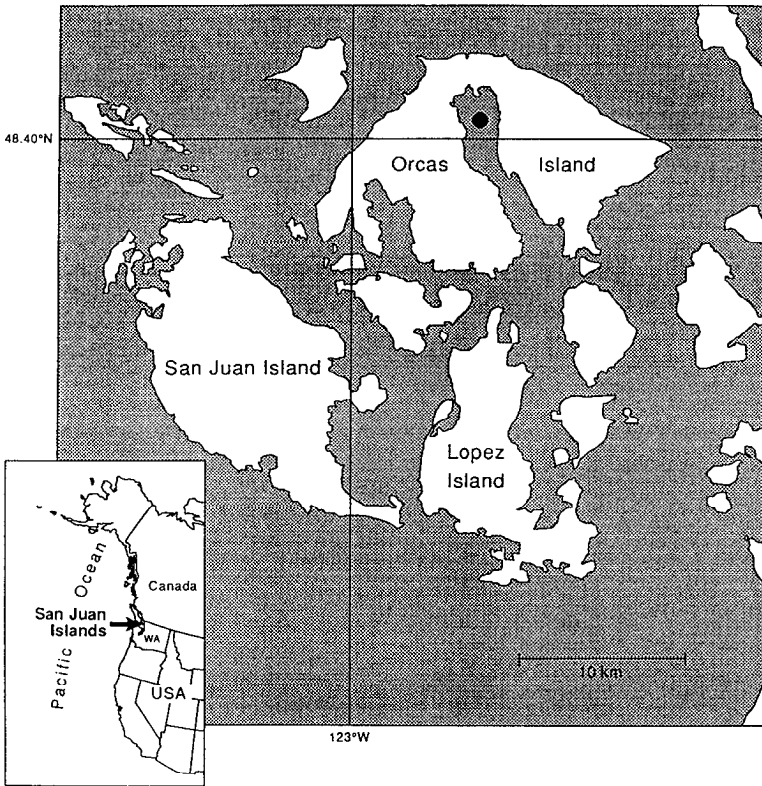 48.40°N
Orcas
Island
San Juan Island
Lopez
Island
10 km
123°W
Pacific Ocean
Canada
San Juan
Islands
WA
USA